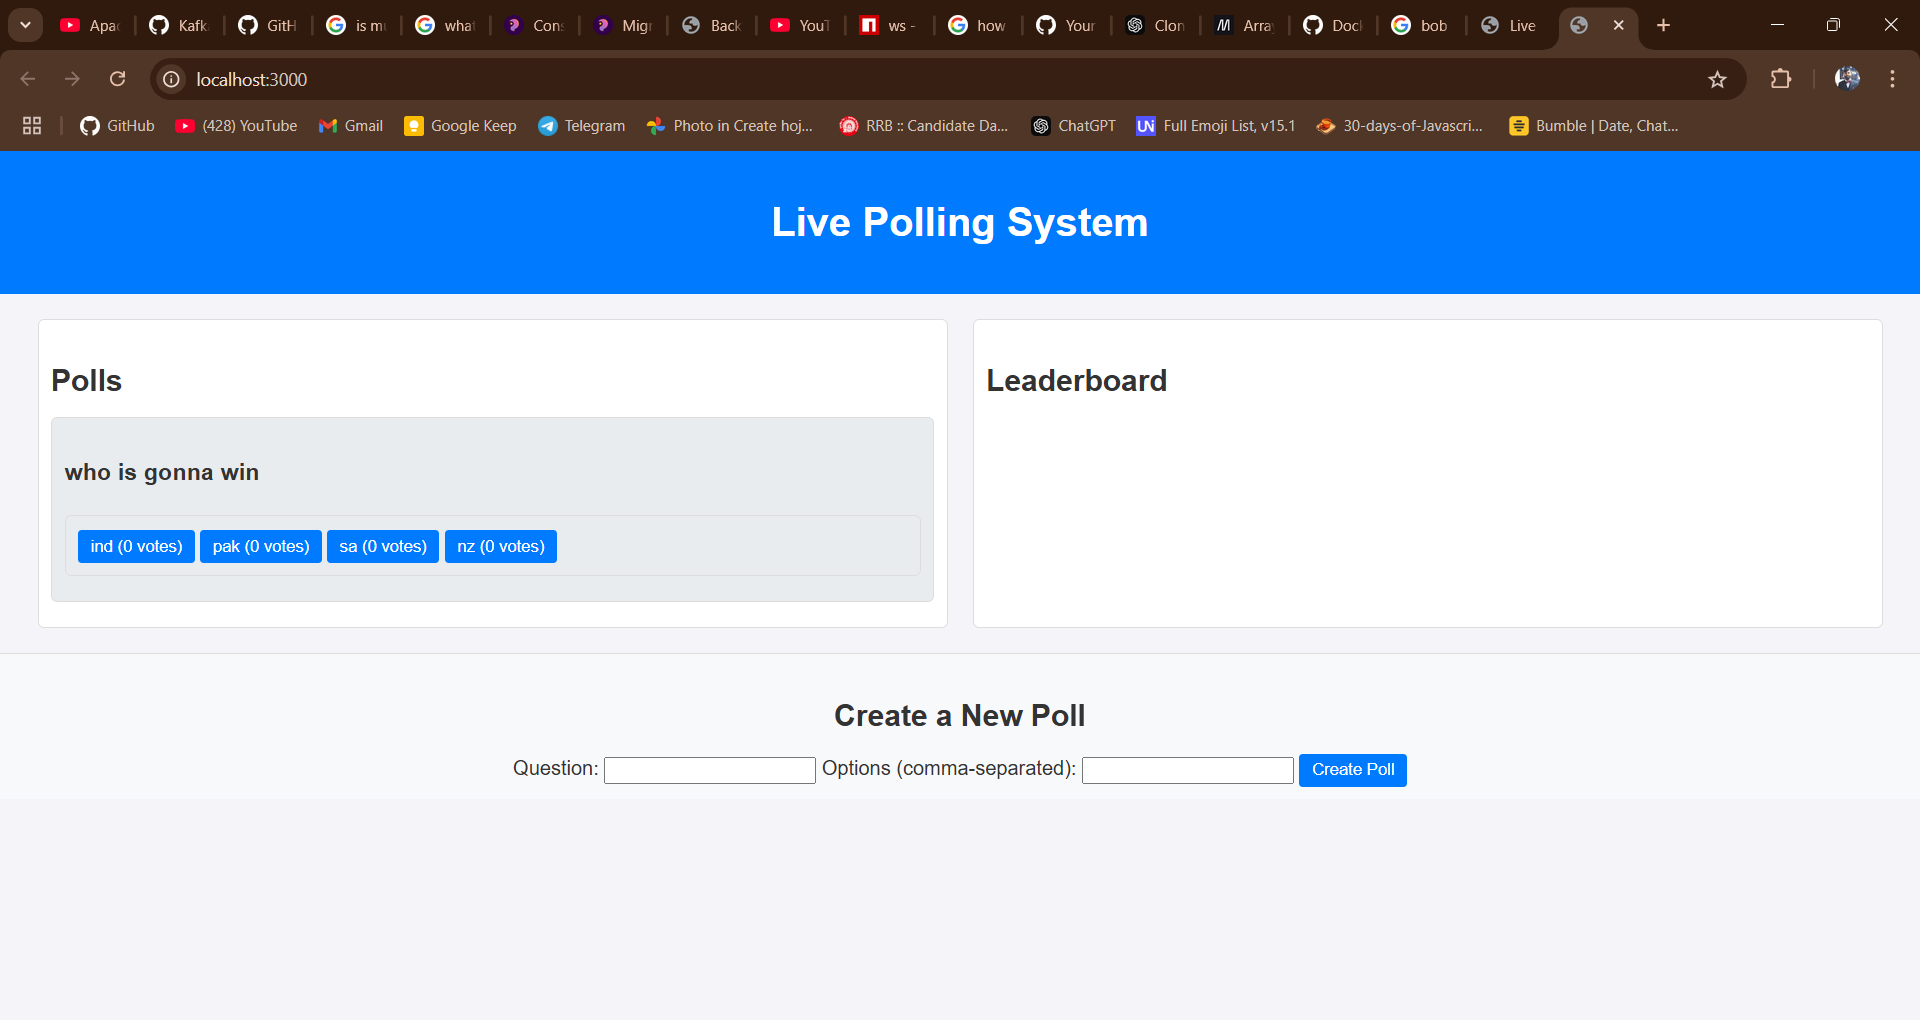 Apac
Kafk
GitH
is mu
what
Cons
Migr
Back
YouT
ws -
how
Your
Clon
Array
Dock
bob
Live
localhost:3000
GitHub
(428) YouTube
Gmail
Google Keep
Telegram
Photo in Create hoj...
RRB :: Candidate Da...
ChatGPT
Full Emoji List, v15.1
30-days-of-Javascri...
Bumble | Date, Chat...
Live Polling System
Polls
who is gonna win
ind (0 votes)
pak (0 votes)
sa (0 votes)
nz (0 votes)
Leaderboard
Create a New Poll
Question:
Options (comma-separated):
Create Poll